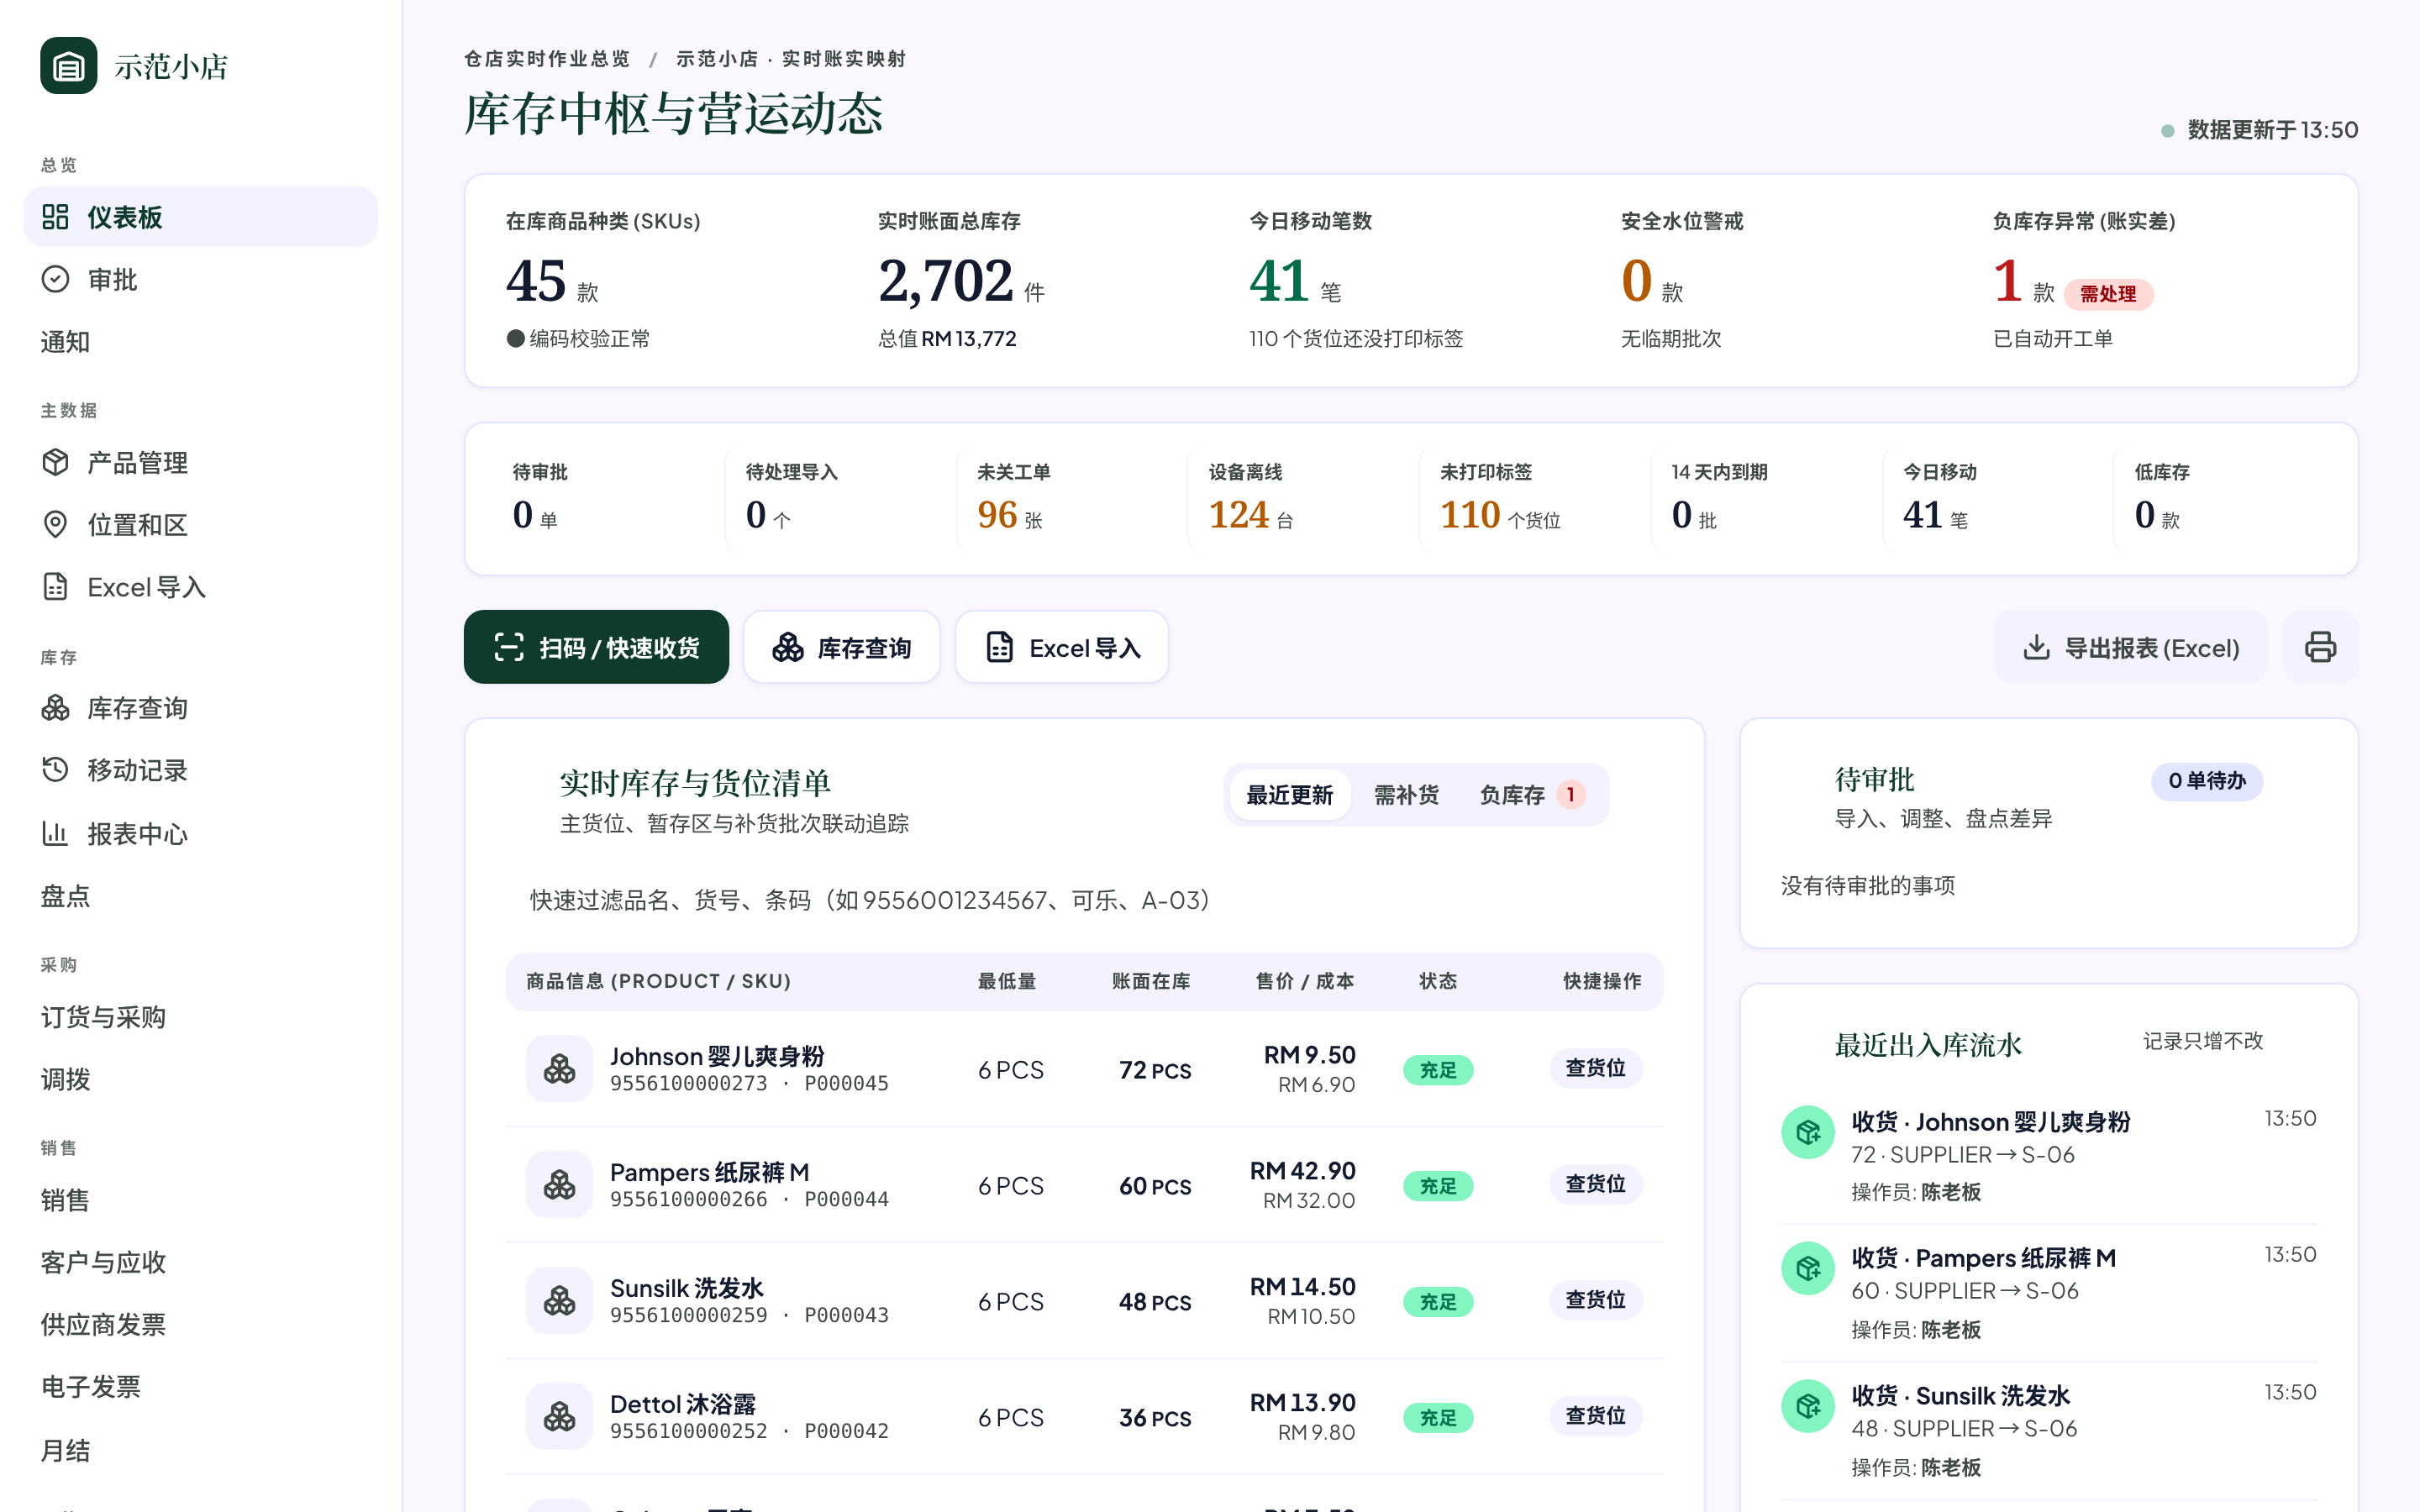 示范小店
总览
仪表板
审批
通知
主数据
产品管理
位置和区
Excel 导入
库存
库存查询
移动记录
报表中心
盘点
采购
订货与采购
调拨
销售
销售
客户与应收
供应商发票
电子发票
月结
仓店实时作业总览 / 示范小店 · 实时账实映射
库存中枢与营运动态
数据更新于 13:50
在库商品种类 (SKUs)
45 款
编码校验正常
实时账面总库存
2,702 件
总值 RM 13,772
今日移动笔数
41 笔
110 个货位还没打印标签
安全水位警戒
0 款
无临期批次
负库存异常 (账实差)
1 款 需处理
已自动开工单
待审批
0 单
待处理导入
0 个
未关工单
96 张
设备离线
124 台
未打印标签
110 个货位
14 天内到期
0 批
今日移动
41 笔
低库存
0 款
扫码 / 快速收货
库存查询
Excel 导入
导出报表 (Excel)
实时库存与货位清单
主货位、暂存区与补货批次联动追踪
最近更新 需补货 负库存 1
快速过滤品名、货号、条码（如 9556001234567、可乐、A-03）
商品信息 (PRODUCT / SKU) 最低量 账面在库 售价 / 成本 状态 快捷操作
Johnson 婴儿爽身粉
9556100000273 · P000045
6 PCS
72 PCS
RM 9.50
RM 6.90
充足
查货位
Pampers 纸尿裤 M
9556100000266 · P000044
6 PCS
60 PCS
RM 42.90
RM 32.00
充足
查货位
Sunsilk 洗发水
9556100000259 · P000043
6 PCS
48 PCS
RM 14.50
RM 10.50
充足
查货位
Dettol 沐浴露
9556100000252 · P000042
6 PCS
36 PCS
RM 13.90
RM 9.80
充足
查货位
待审批
0 单待办
导入、调整、盘点差异
没有待审批的事项
最近出入库流水
记录只增不改
收货 · Johnson 婴儿爽身粉 13:50
72 · SUPPLIER → S-06
操作员: 陈老板
收货 · Pampers 纸尿裤 M 13:50
60 · SUPPLIER → S-06
操作员: 陈老板
收货 · Sunsilk 洗发水 13:50
48 · SUPPLIER → S-06
操作员: 陈老板